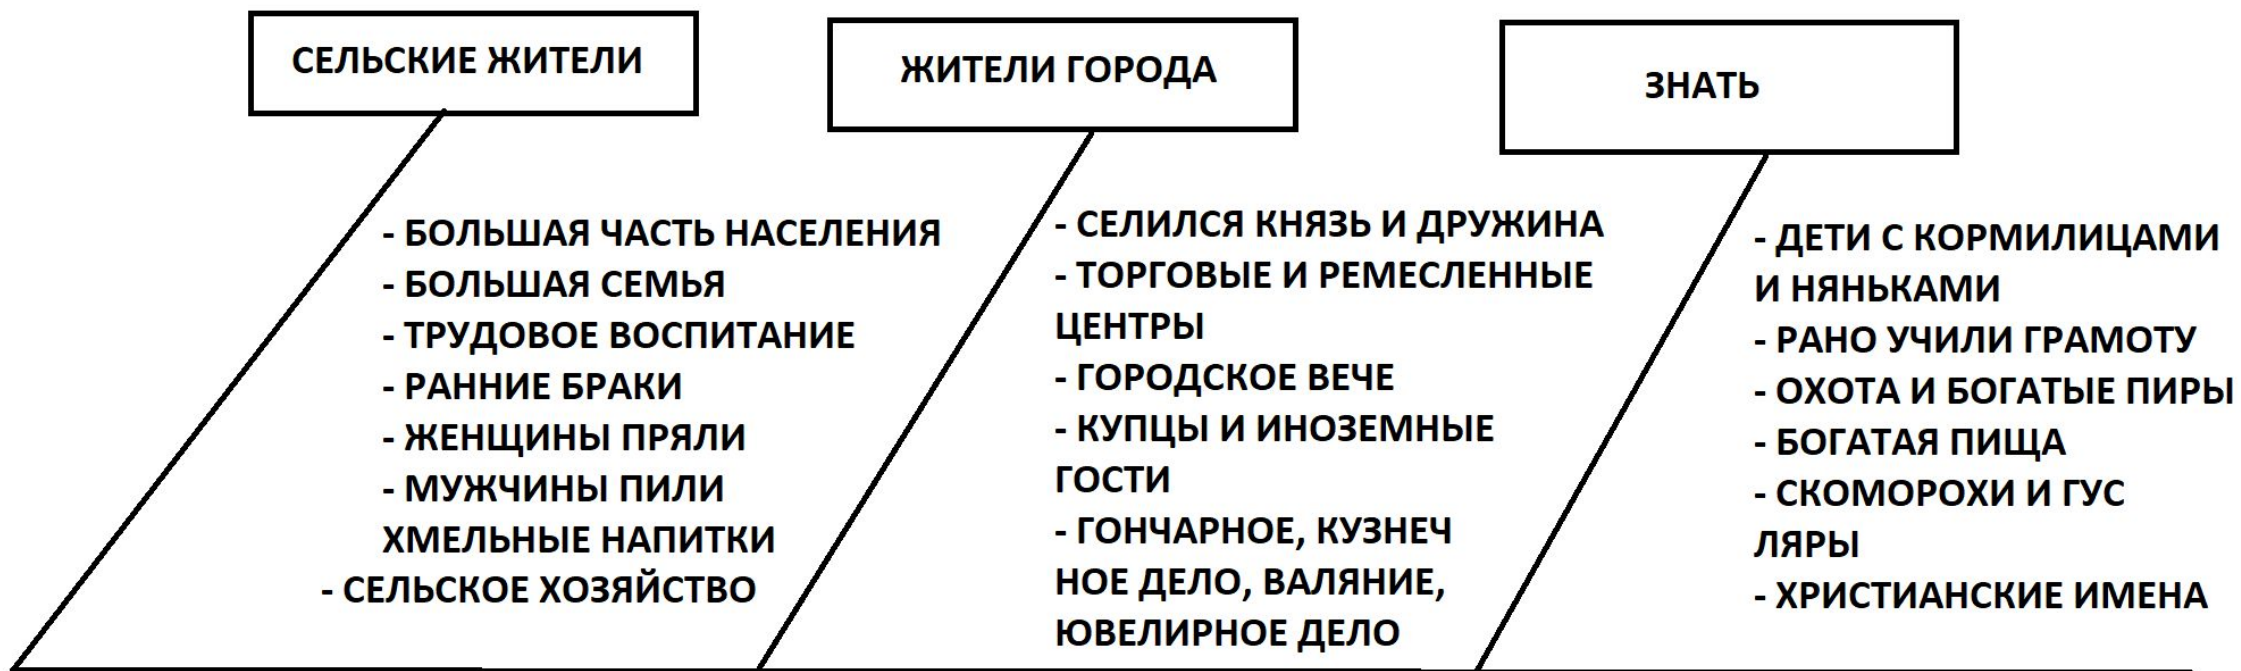 СЕЛЬСКИЕ ЖИТЕЛИ
- БОЛЬШАЯ ЧАСТЬ НАСЕЛЕНИЯ
- БОЛЬШАЯ СЕМЬЯ
- ТРУДОВОЕ ВОСПИТАНИЕ
- РАННИЕ БРАКИ
- ЖЕНЩИНЫ ПРЯЛИ
- МУЖЧИНЫ ПИЛИ
ХМЕЛЬНЫЕ НАПИТКИ
- СЕЛЬСКОЕ ХОЗЯЙСТВО
ЖИТЕЛИ ГОРОДА
- СЕЛИЛСЯ КНЯЗЬ И ДРУЖИНА
- ТОРГОВЫЕ И РЕМЕСЛЕННЫЕ
ЦЕНТРЫ
- ГОРОДСКОЕ ВЕЧЕ
- КУПЦЫ И ИНОЗЕМНЫЕ
ГОСТИ
- ГОНЧАРНОЕ, КУЗНЕЧ
НОЕ ДЕЛО, ВАЛЯНИЕ,
ЮВЕЛИРНОЕ ДЕЛО
ЗНАТЬ
- ДЕТИ С КОРМИЛИЦАМИ
И НЯНЬКАМИ
- РАНО УЧИЛИ ГРАМОТУ
- ОХОТА И БОГАТЫЕ ПИРЫ
- БОГАТАЯ ПИЩА
- СКОМОРОХИ И ГУС
ЛЯРЫ
- ХРИСТИАНСКИЕ ИМЕНА